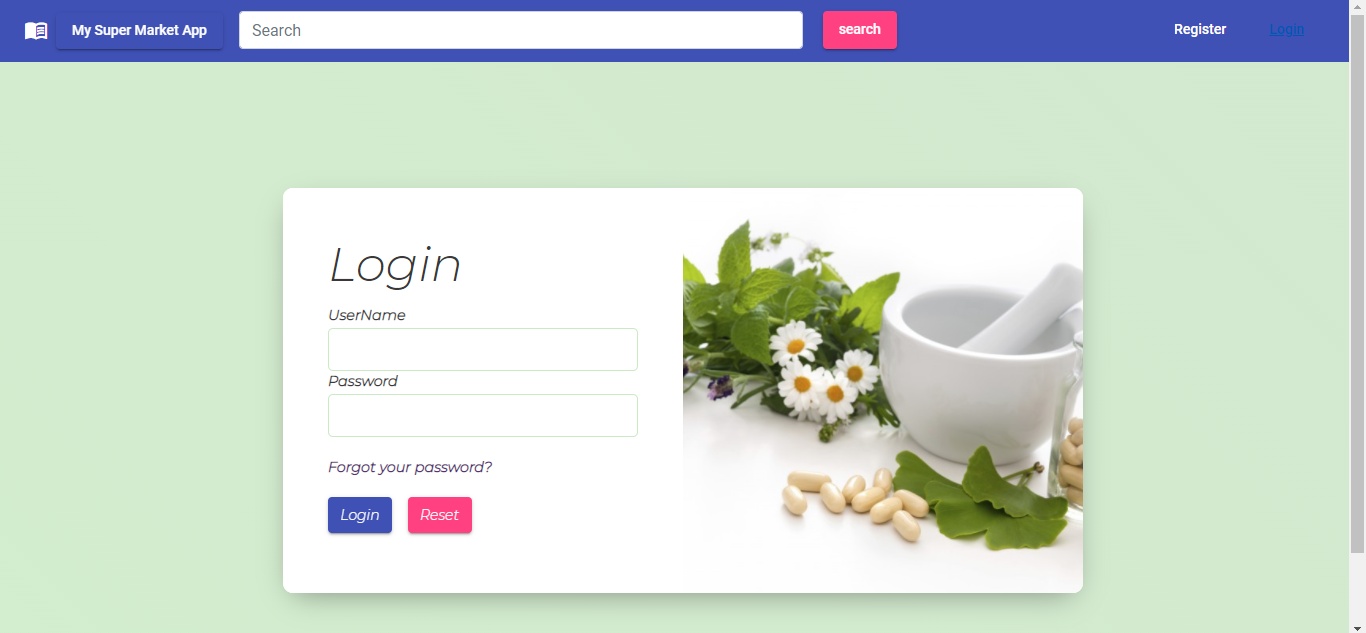 My Super Market App
Search
search
Register
Login
Login
UserName
Password
Forgot your password?
Login
Reset